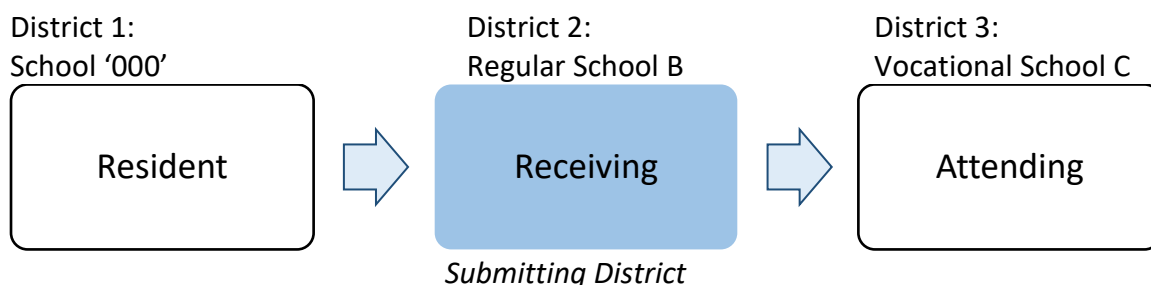 District 1:
School ‘000’
Resident
District 2:
Regular School B
Receiving
Submitting District
District 3:
Vocational School C
Attending